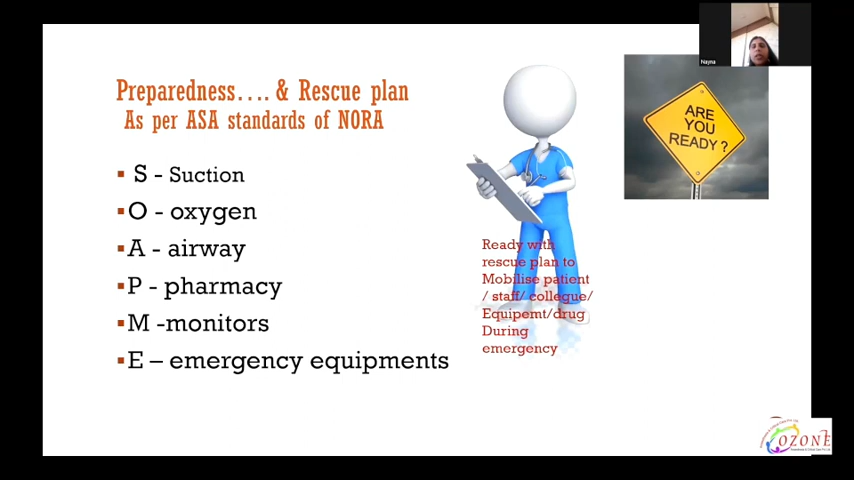 Nayna
Preparedness.... & Rescue plan
As per ASA standards of NORA
S - Suction
O - oxygen
A - airway
P - pharmacy
M -monitors
E – emergency equipments
ARE
YOU
READY?
Ready with
rescue plan to
Mobilise patient
/ staff/ collegue/
Equipemt/drug
During
emergency
OZONE